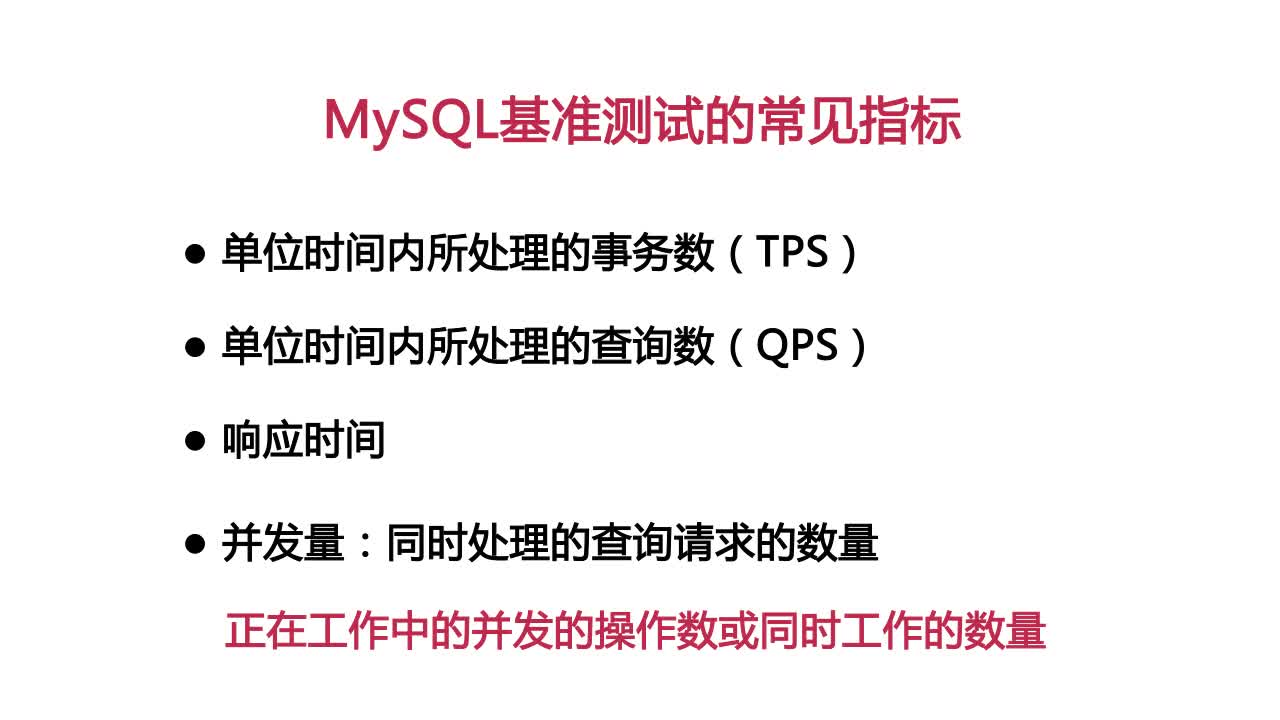 MySQL基准测试的常见指标
● 单位时间内所处理的事务数（TPS）
● 单位时间内所处理的查询数（QPS）
● 响应时间
● 并发量：同时处理的查询请求的数量
正在工作中的并发的操作数或同时工作的数量